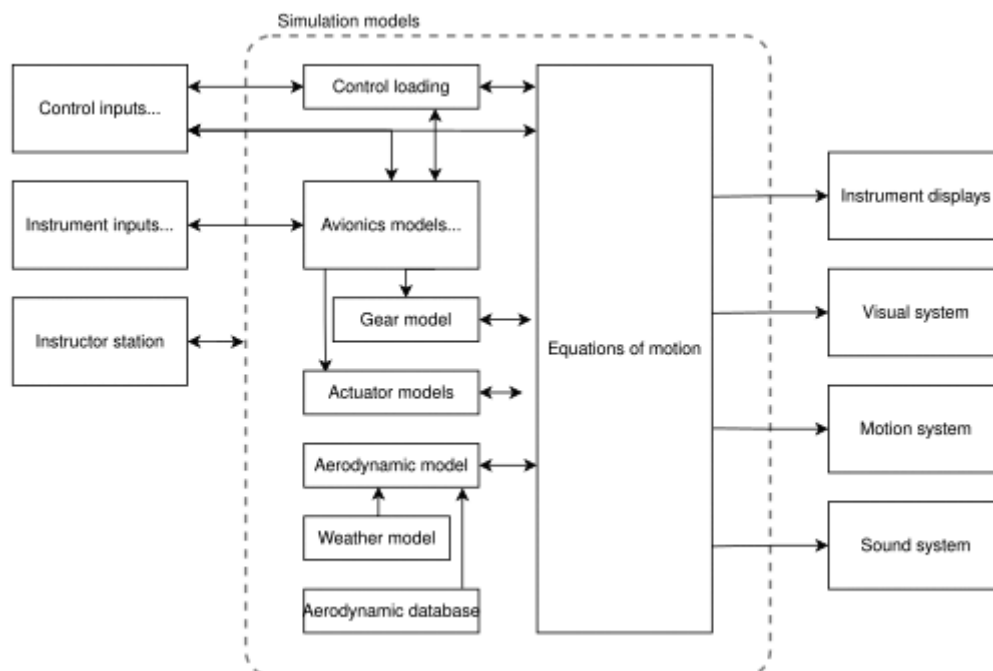 Simulation models
Control inputs...
Control loading
Instrument inputs...
Avionics models...
Instrument displays
Gear model
Visual system
Instructor station
Equations of motion
Actuator models
Motion system
Aerodynamic model
Weather model
Sound system
Aerodynamic database